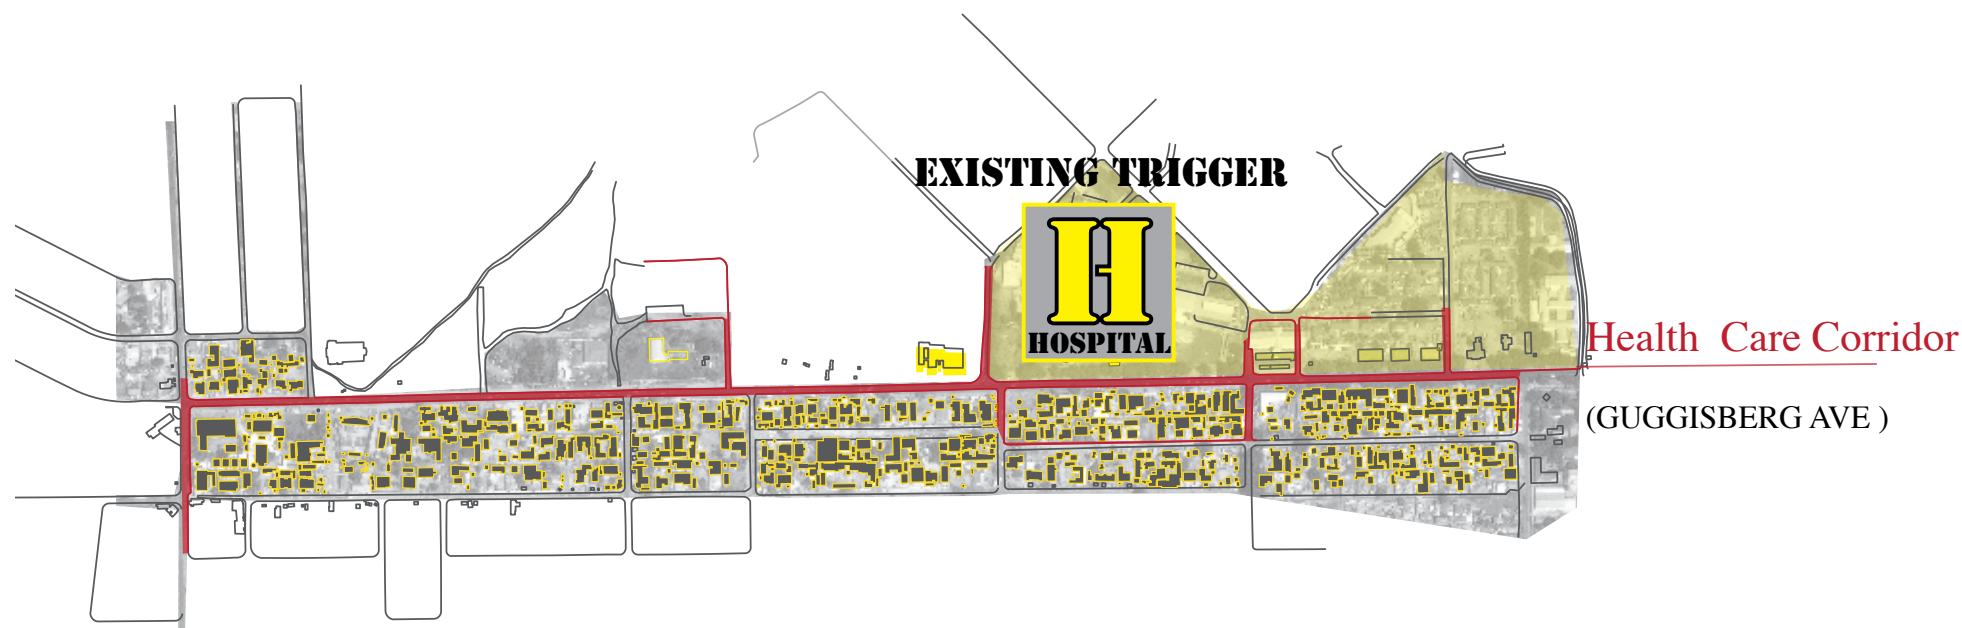 EXISTING TRIGGER
H
HOSPITAL
Health Care Corridor
(GUGGISBERG AVE )